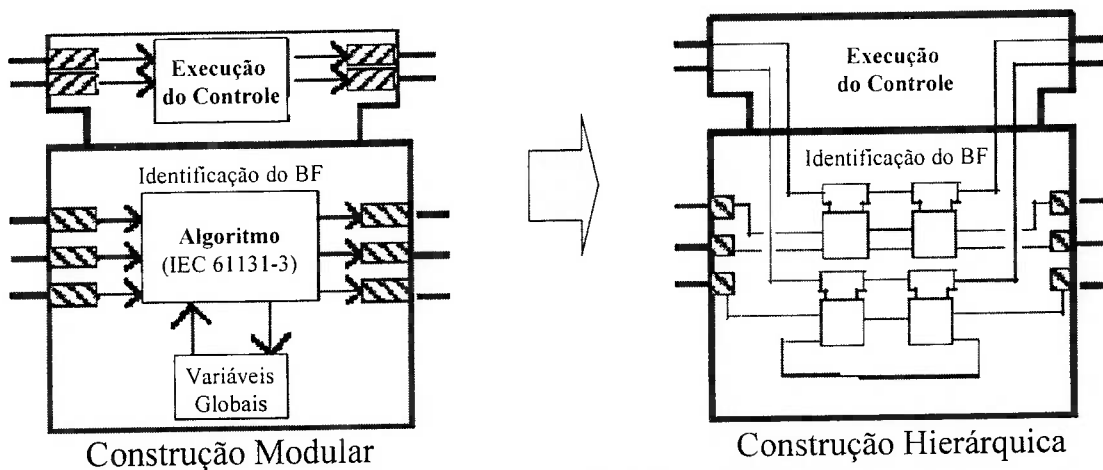 Execução
do Controle
Identificação do BF
Algoritmo
(IEC 61131-3)
Variáveis
Globais
Construção Modular
Execução
do Controle
Identificação do BF
Construção Hierárquica